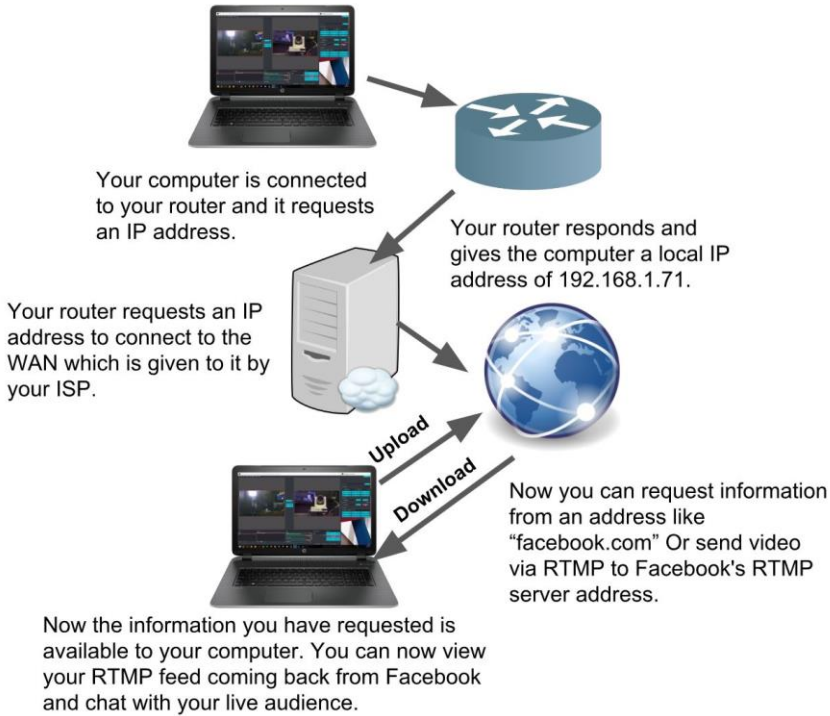 Your computer is connected
to your router and it requests
an IP address.
Your router responds and
gives the computer a local IP
address of 192.168.1.71.
Your router requests an IP
address to connect to the
WAN which is given to it by
your ISP.
Upload
Download
Now you can request information
from an address like
“facebook.com” Or send video
via RTMP to Facebook's RTMP
server address.
Now the information you have requested is
available to your computer. You can now view
your RTMP feed coming back from Facebook
and chat with your live audience.